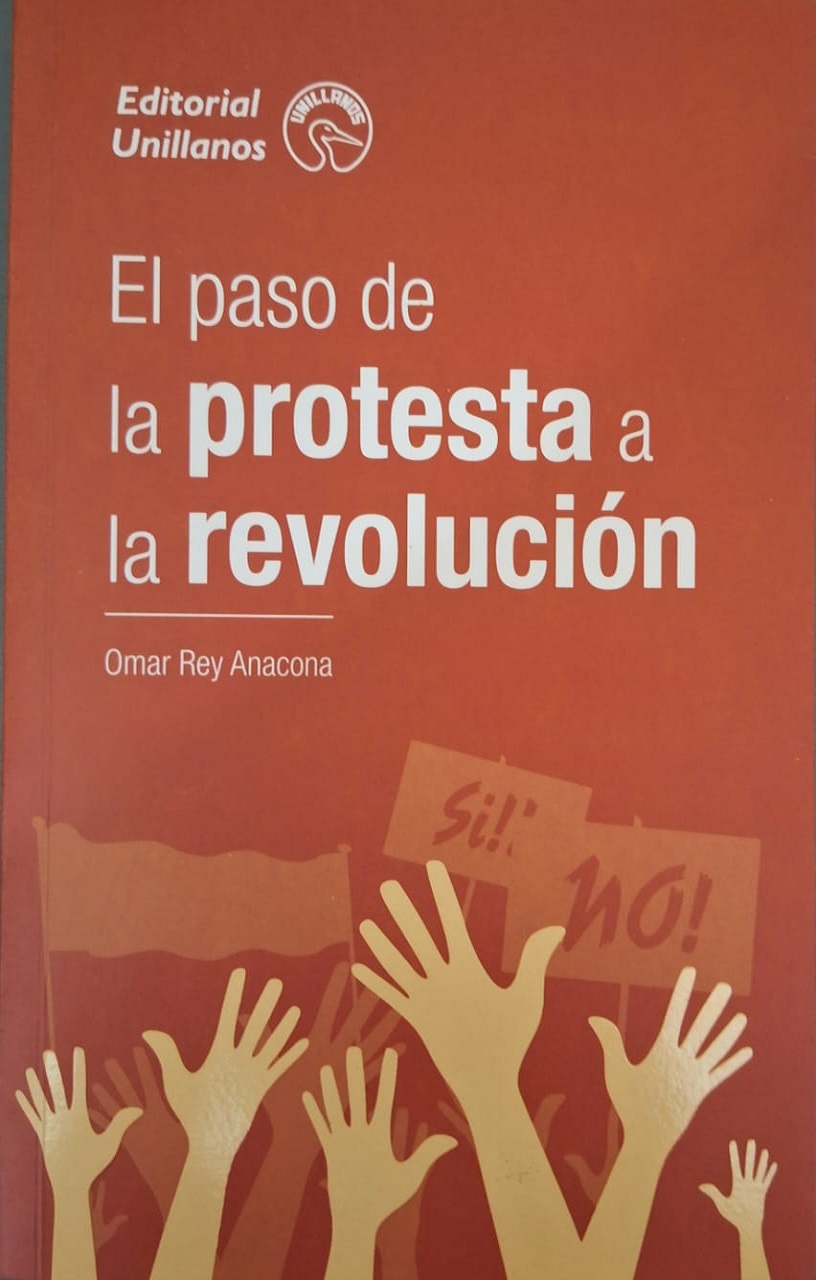 Editorial
Unillanos
UNILLANOS
El paso de
la protesta a
la revolución
Omar Rey Anacona
Si!
NO!